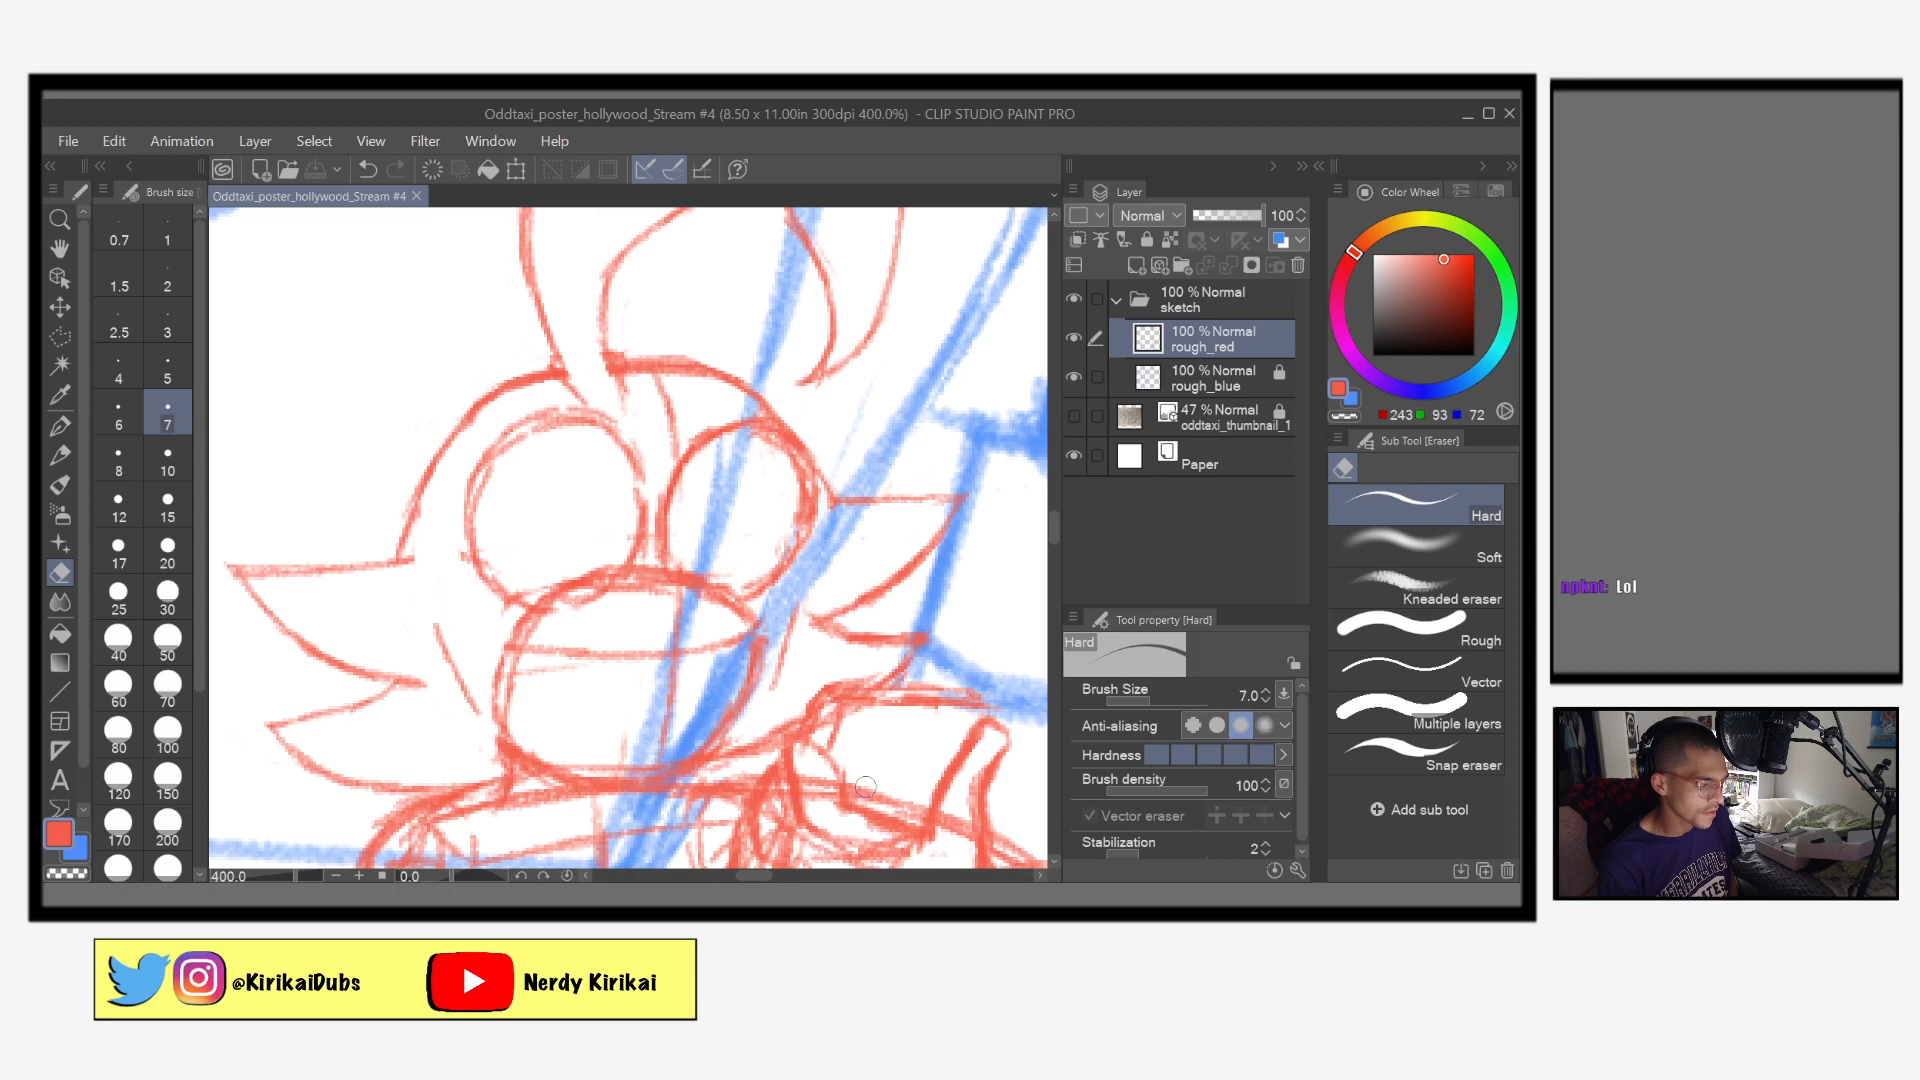 Oddtaxi_poster_hollywood_Stream #4 (8.50 x 11.00in 300dpi 400.0%) - CLIP STUDIO PAINT PRO
File Edit Animation Layer Select View Filter Window Help
Brush size
Oddtaxi_poster_hollywood_Stream #4
0.7 1
1.5 2
2.5 3
4 5
6 7
8 10
12 15
17 20
25 30
40 50
60 70
80 100
120 150
170 200
400.0 0.0
Layer
Normal 100
100 % Normal
sketch
100 % Normal
rough_red
100 % Normal
rough_blue
47 % Normal
oddtaxi_thumbnail_1
Paper
Tool property [Hard]
Hard
Brush Size 7.0
Anti-aliasing
Hardness
Brush density 100
Vector eraser
Stabilization 2
Color Wheel
243 93 72
Sub Tool [Eraser]
Hard
Soft
Kneaded eraser
Rough
Vector
Multiple layers
Snap eraser
Add sub tool
npknt: Lol
@KirikaiDubs
Nerdy Kirikai